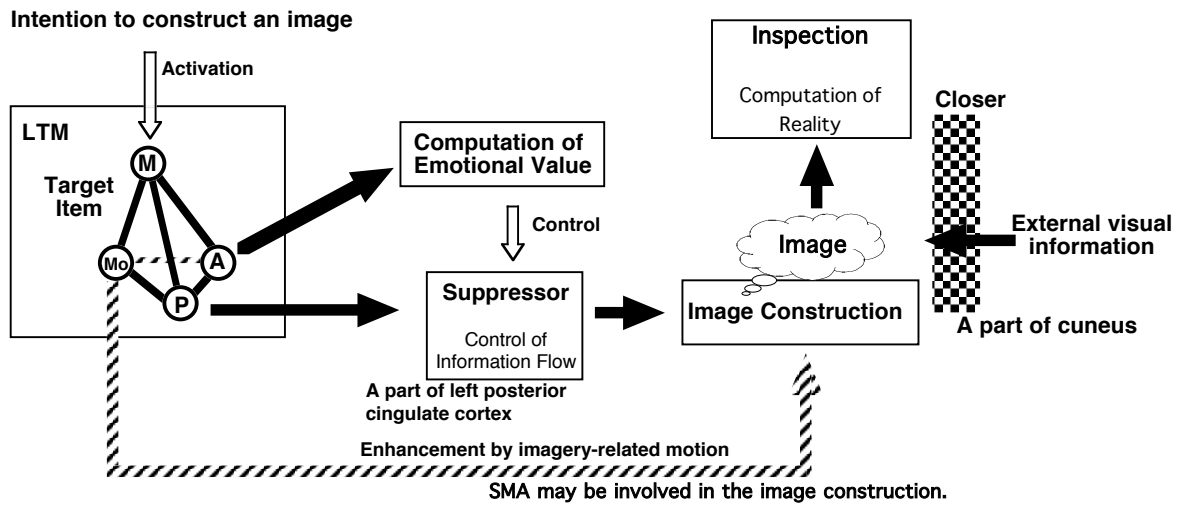 Intention to construct an image
Activation
LTM
M
Target
Item
Mo
A
P
Computation of
Emotional Value
Control
Suppressor
Control of
Information Flow
A part of left posterior
cingulate cortex
Inspection
Computation of
Reality
Image
Image Construction
Closer
External visual
information
A part of cuneus
Enhancement by imagery-related motion
SMA may be involved in the image construction.